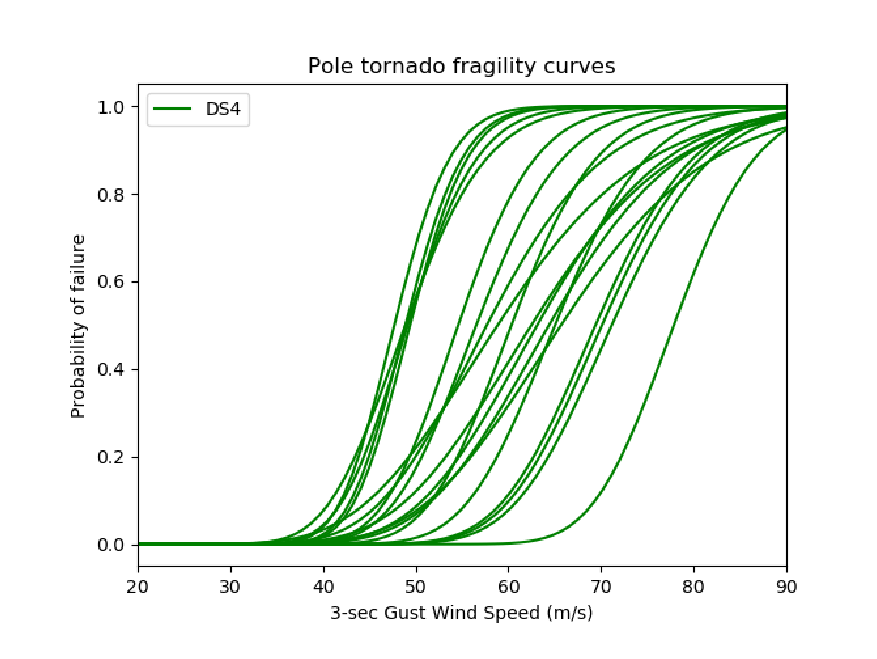 Pole tornado fragility curves
DS4
1.0
0.8
0.6
0.4
0.2
0.0
Probability of failure
20 30 40 50 60 70 80 90
3-sec Gust Wind Speed (m/s)